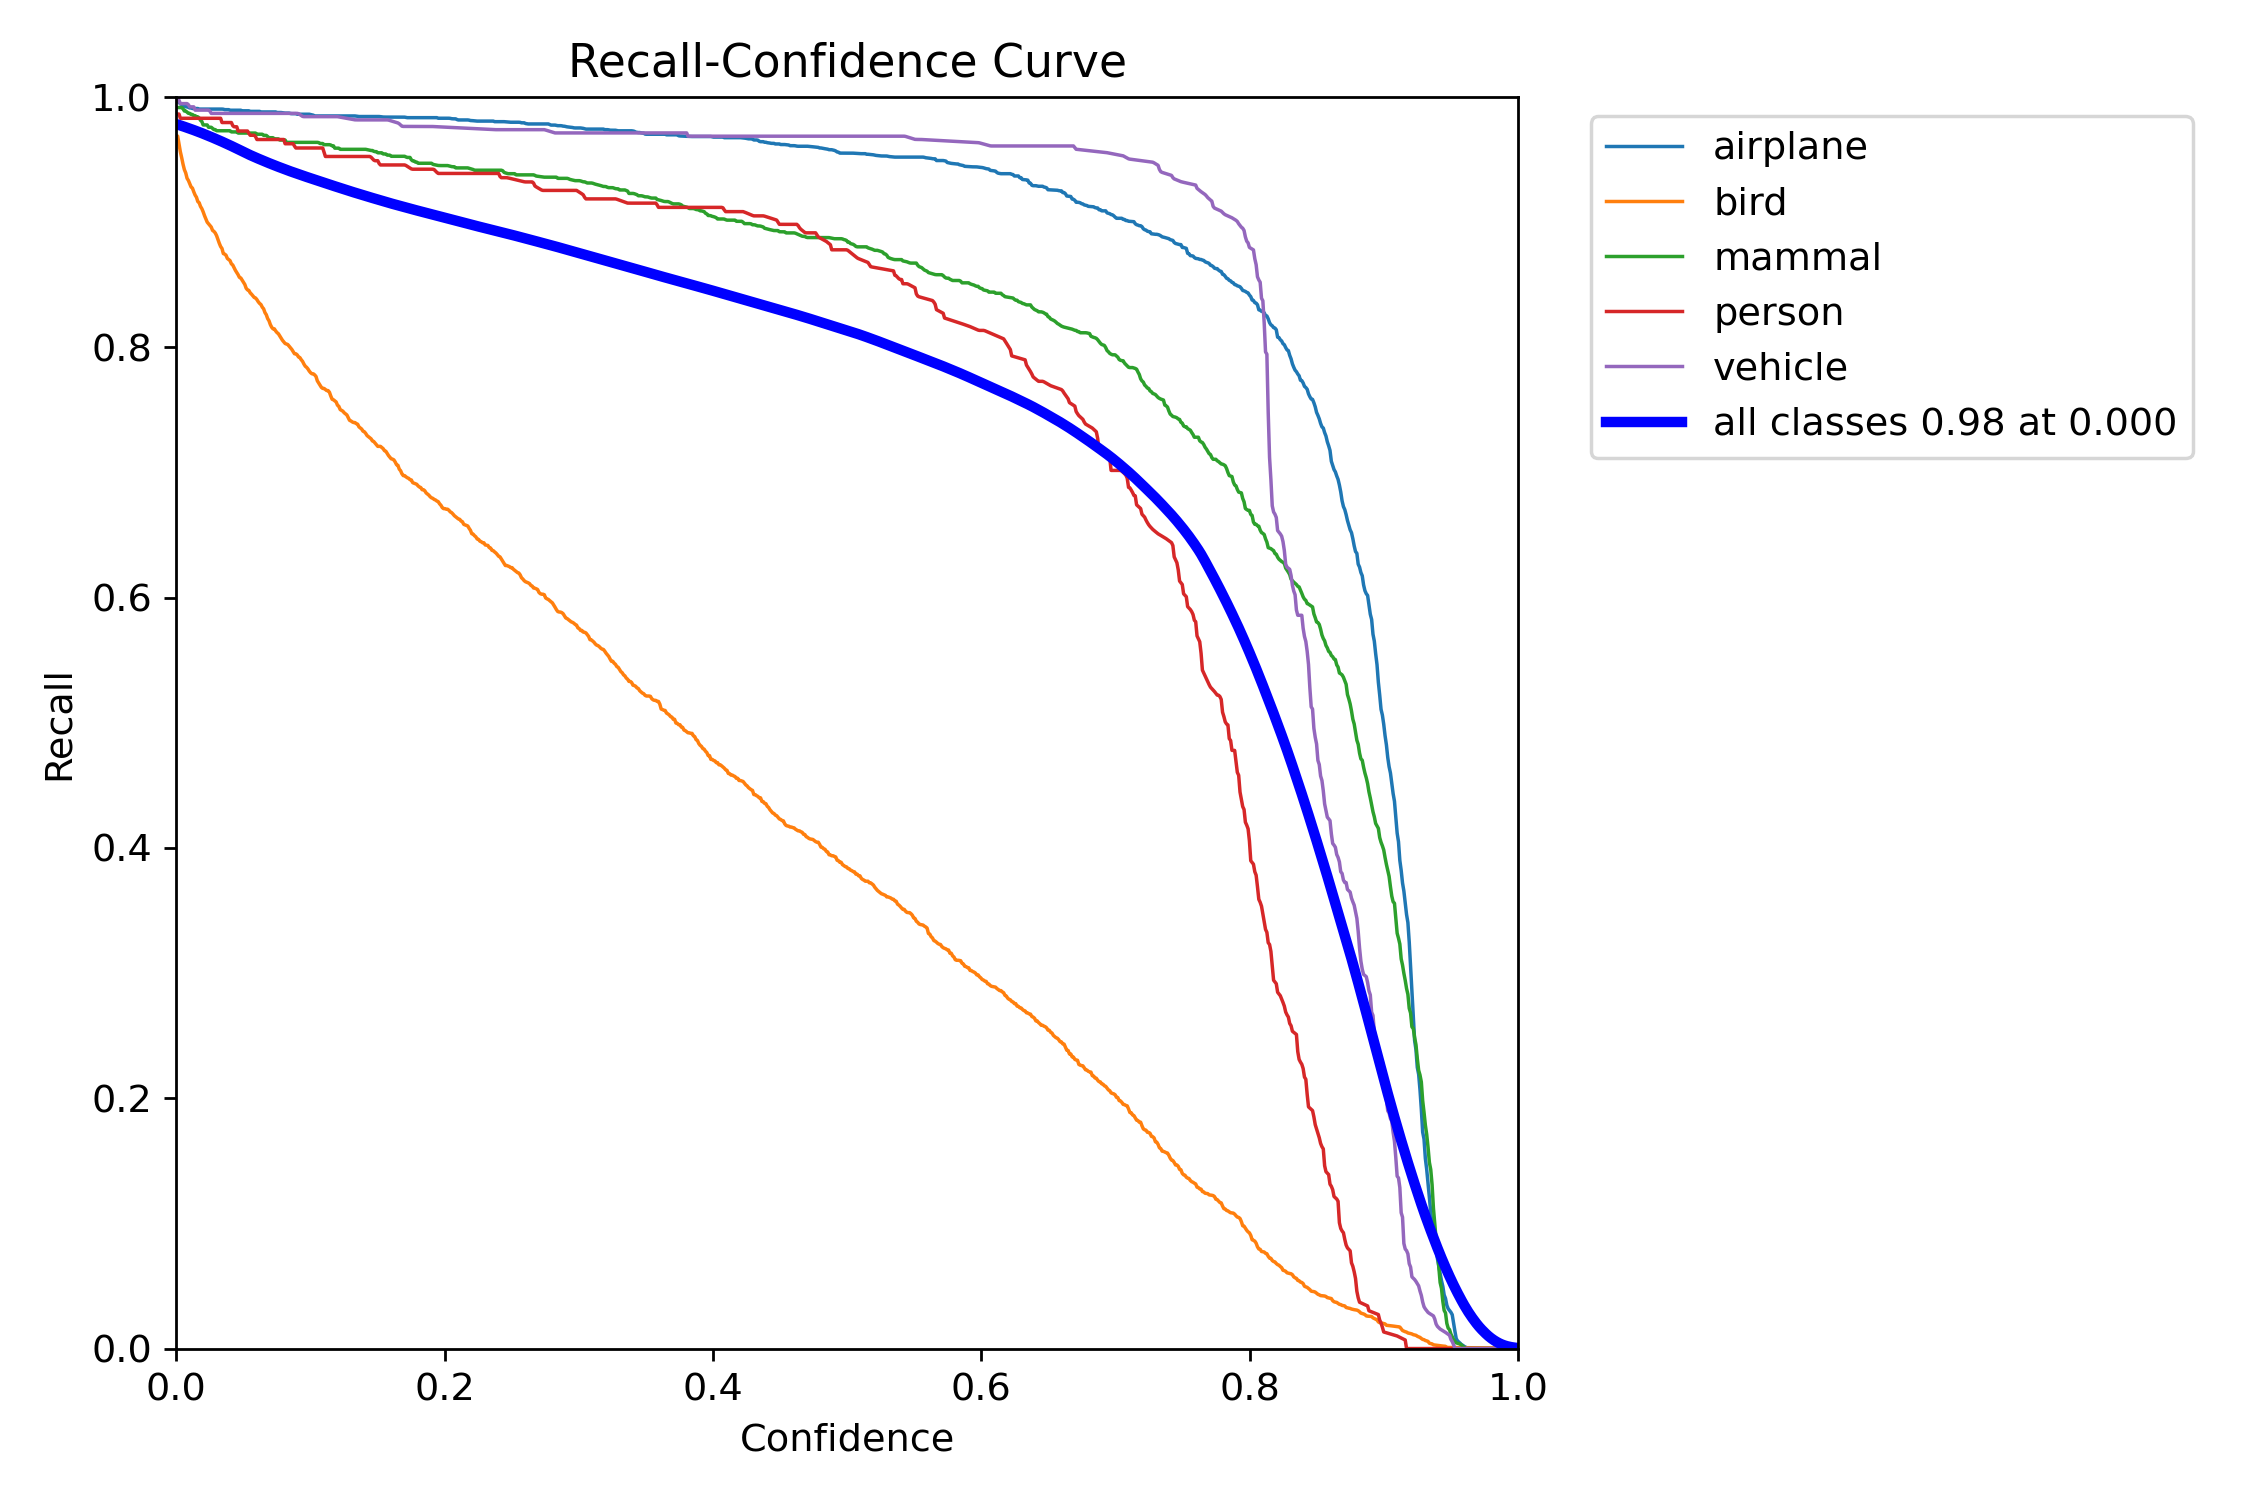 Recall-Confidence Curve
1.0
0.8
0.6
0.4
0.2
0.0
Recall
0.0 0.2 0.4 0.6 0.8 1.0
Confidence
airplane
bird
mammal
person
vehicle
all classes 0.98 at 0.000